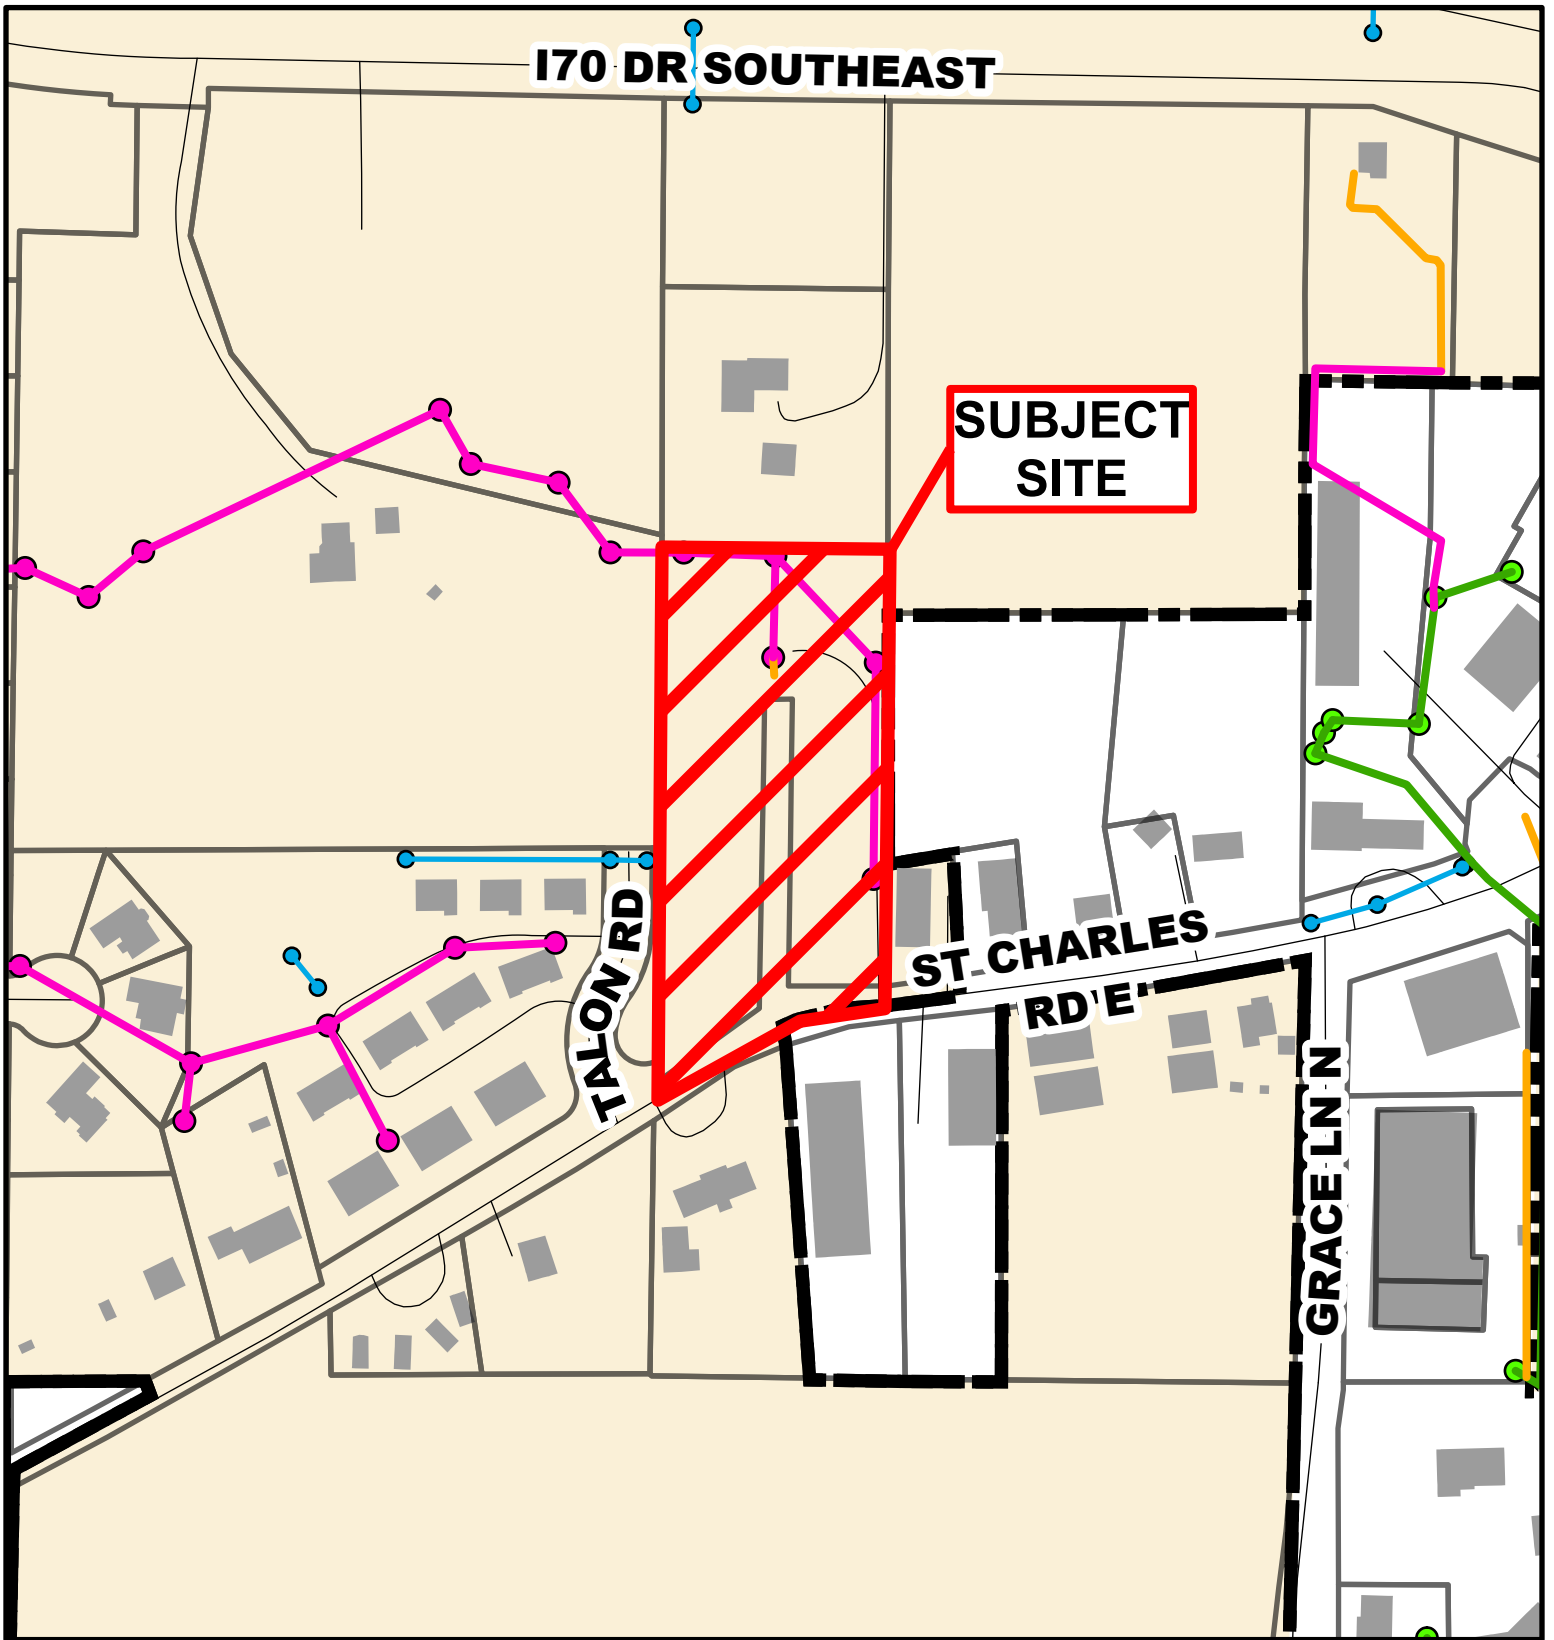 I70 DR SOUTHEAST
SUBJECT
SITE
TALON RD
ST CHARLES
RD E
GRACE LN N